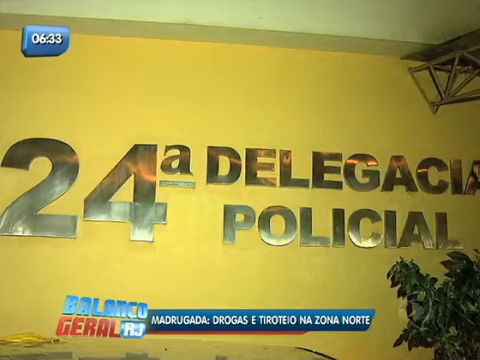 06:33
24ª DELEGACIA
POLICIAL
BALANÇO
GERAL RJ
MADRUGADA: DROGAS E TIROTEIO NA ZONA NORTE